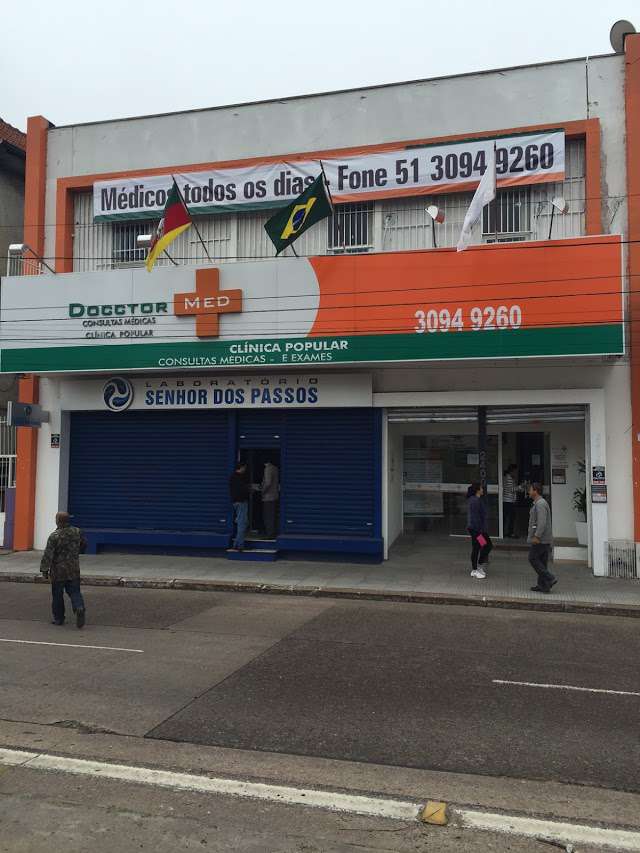 Médicos todos os dias Fone 51 3094 9260
DOCCTOR MED
CONSULTAS MÉDICAS
CLÍNICA POPULAR
3094 9260
CLÍNICA POPULAR
CONSULTAS MÉDICAS - E EXAMES
LABORATÓRIO
SENHOR DOS PASSOS